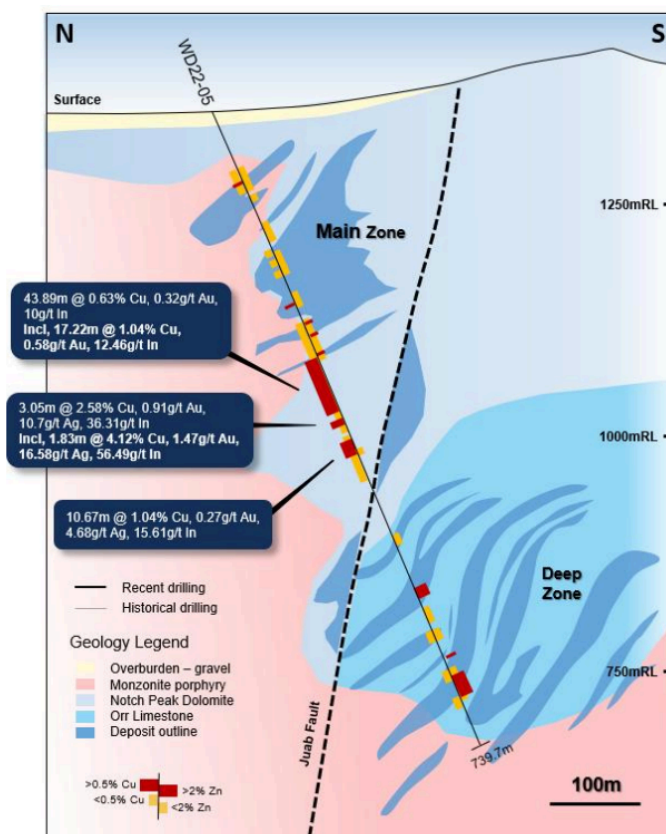 N
S
WD22-05
Surface
1250mRL
Main Zone
43.89m @ 0.63% Cu, 0.32g/t Au,
10g/t In
Incl, 17.22m @ 1.04% Cu,
0.58g/t Au, 12.46g/t In
3.05m @ 2.58% Cu, 0.91g/t Au,
10.7g/t Ag, 36.31g/t In
Incl, 1.83m @ 4.12% Cu, 1.47g/t Au,
16.58g/t Ag, 56.49g/t In
1000mRL
10.67m @ 1.04% Cu, 0.27g/t Au,
4.68g/t Ag, 15.61g/t In
Deep
Zone
Recent drilling
Historical drilling
Geology Legend
Overburden – gravel
Monzonite porphyry
Notch Peak Dolomite
Orr Limestone
Deposit outline
750mRL
Juab Fault
739.7m
>0.5% Cu
>2% Zn
<0.5% Cu
<2% Zn
100m